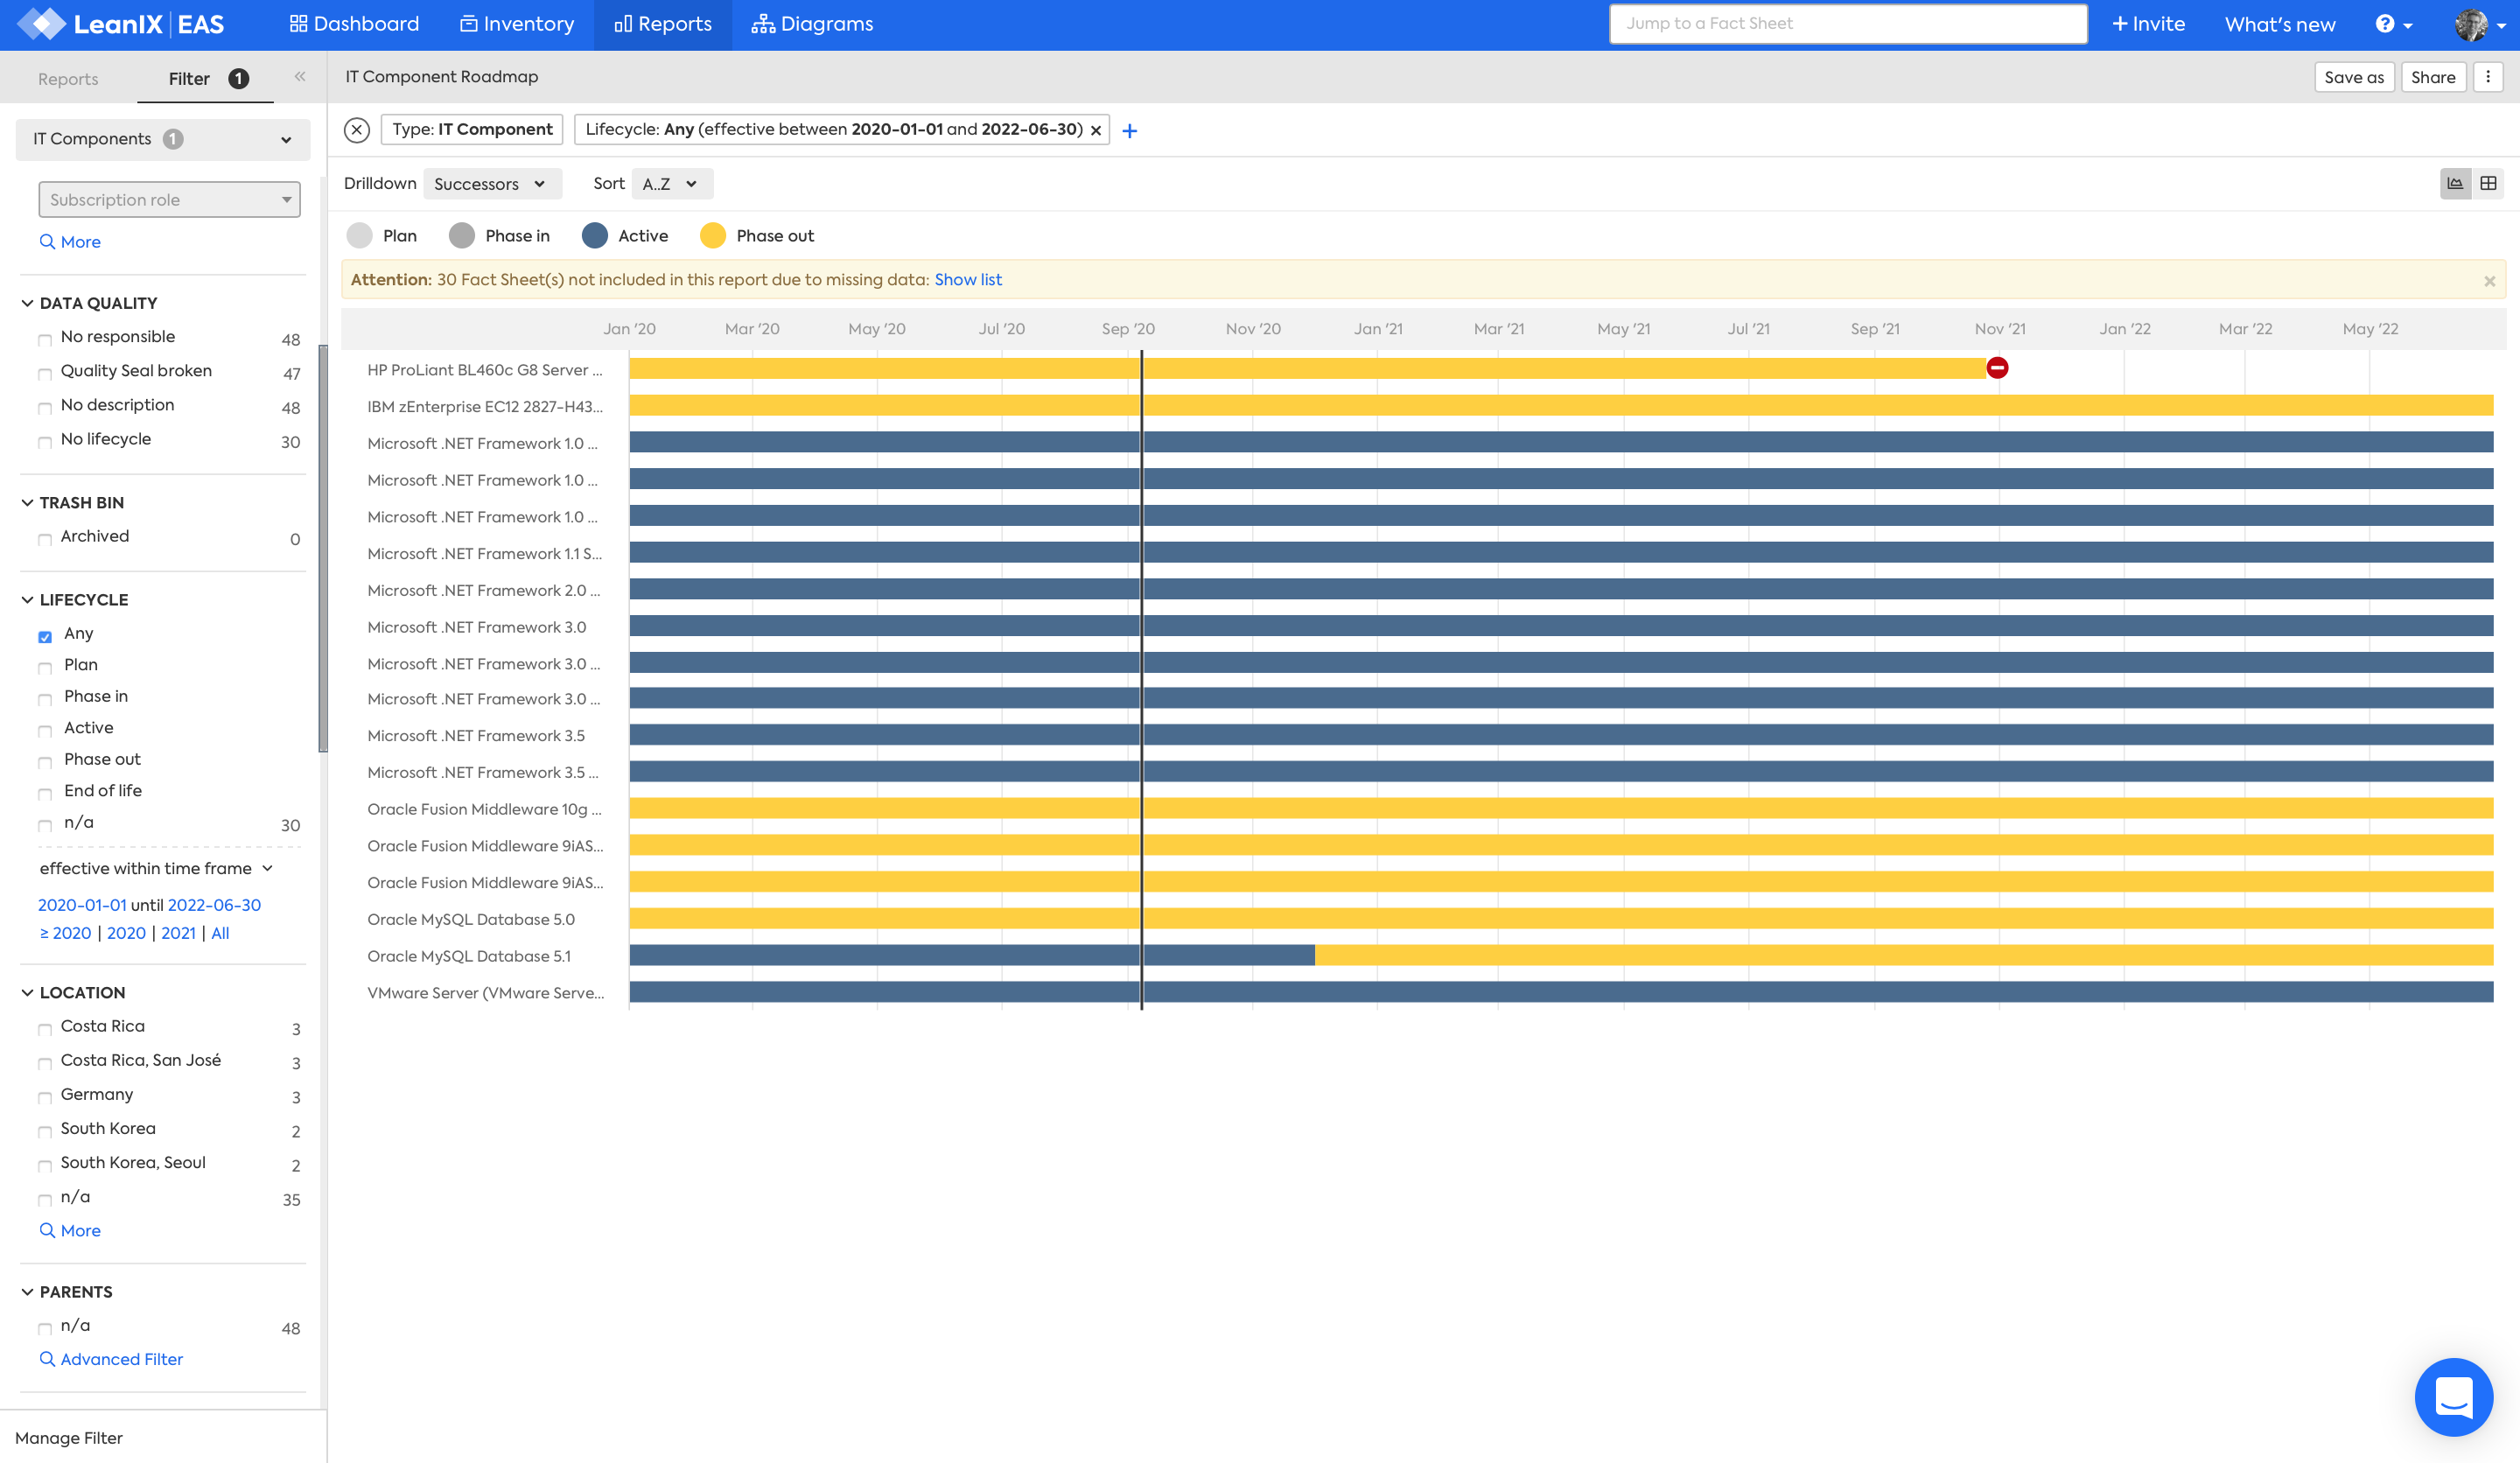 LeanIX | EAS Dashboard Inventory Reports Diagrams Jump to a Fact Sheet + Invite What's new ?
Reports Filter 1 « IT Component Roadmap Save as Share
IT Components 1
Type: IT Component Lifecycle: Any (effective between 2020-01-01 and 2022-06-30) × +
Drilldown Successors Sort A..Z
Subscription role
More
Plan Phase in Active Phase out
Attention: 30 Fact Sheet(s) not included in this report due to missing data: Show list ×
DATA QUALITY
No responsible 48
Quality Seal broken 47
No description 48
No lifecycle 30
TRASH BIN
Archived 0
LIFECYCLE
Any
Plan
Phase in
Active
Phase out
End of life
n/a 30
effective within time frame
2020-01-01 until 2022-06-30
≥ 2020 | 2020 | 2021 | All
LOCATION
Costa Rica 3
Costa Rica, San José 3
Germany 3
South Korea 2
South Korea, Seoul 2
n/a 35
More
PARENTS
n/a 48
Advanced Filter
Manage Filter
Jan '20 Mar '20 May '20 Jul '20 Sep '20 Nov '20 Jan '21 Mar '21 May '21 Jul '21 Sep '21 Nov '21 Jan '22 Mar '22 May '22
HP ProLiant BL460c G8 Server ...
IBM zEnterprise EC12 2827-H43...
Microsoft .NET Framework 1.0 ...
Microsoft .NET Framework 1.0 ...
Microsoft .NET Framework 1.0 ...
Microsoft .NET Framework 1.1 S...
Microsoft .NET Framework 2.0 ...
Microsoft .NET Framework 3.0
Microsoft .NET Framework 3.0 ...
Microsoft .NET Framework 3.0 ...
Microsoft .NET Framework 3.5
Microsoft .NET Framework 3.5 ...
Oracle Fusion Middleware 10g ...
Oracle Fusion Middleware 9iAS...
Oracle Fusion Middleware 9iAS...
Oracle MySQL Database 5.0
Oracle MySQL Database 5.1
VMware Server (VMware Serve...